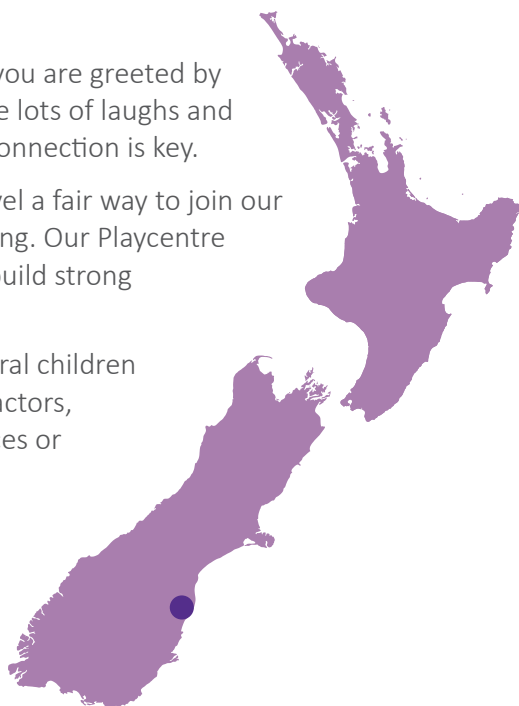 you are greeted by
e lots of laughs and
onnection is key.
vel a fair way to join our
ng. Our Playcentre
build strong
ral children
actors,
es or